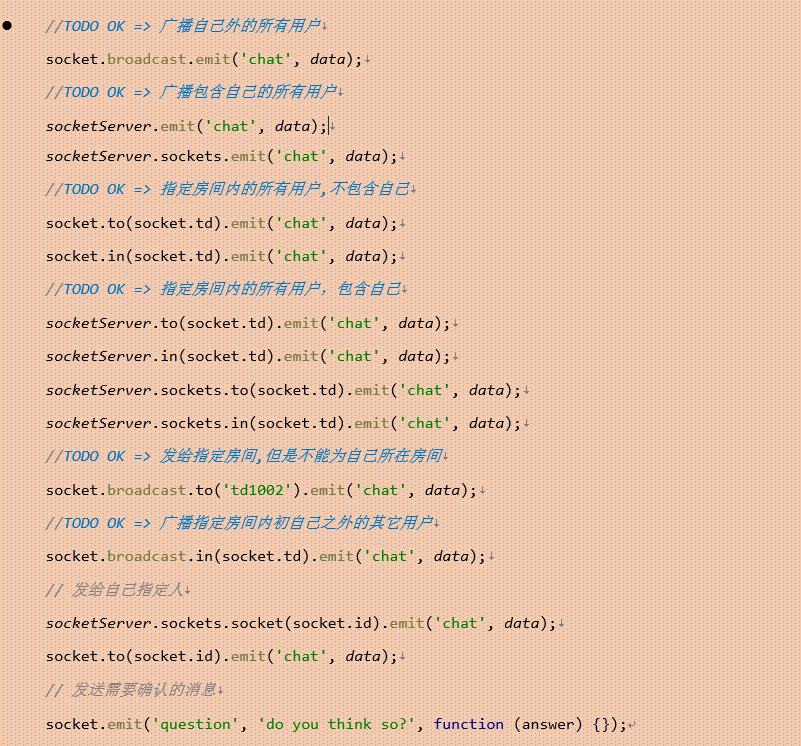 //TODO OK => 广播自己外的所有用户
socket.broadcast.emit('chat', data);
//TODO OK => 广播包含自己的所有用户
socketServer.emit('chat', data);
socketServer.sockets.emit('chat', data);
//TODO OK => 指定房间内的所有用户,不包含自己
socket.to(socket.td).emit('chat', data);
socket.in(socket.td).emit('chat', data);
//TODO OK => 指定房间内的所有用户，包含自己
socketServer.to(socket.td).emit('chat', data);
socketServer.in(socket.td).emit('chat', data);
socketServer.sockets.to(socket.td).emit('chat', data);
socketServer.sockets.in(socket.td).emit('chat', data);
//TODO OK => 发给指定房间,但是不能为自己所在房间
socket.broadcast.to('td1002').emit('chat', data);
//TODO OK => 广播指定房间内初自己之外的其它用户
socket.broadcast.in(socket.td).emit('chat', data);
// 发给自己指定人
socketServer.sockets.socket(socket.id).emit('chat', data);
socket.to(socket.id).emit('chat', data);
// 发送需要确认的消息
socket.emit('question', 'do you think so?', function (answer) {});